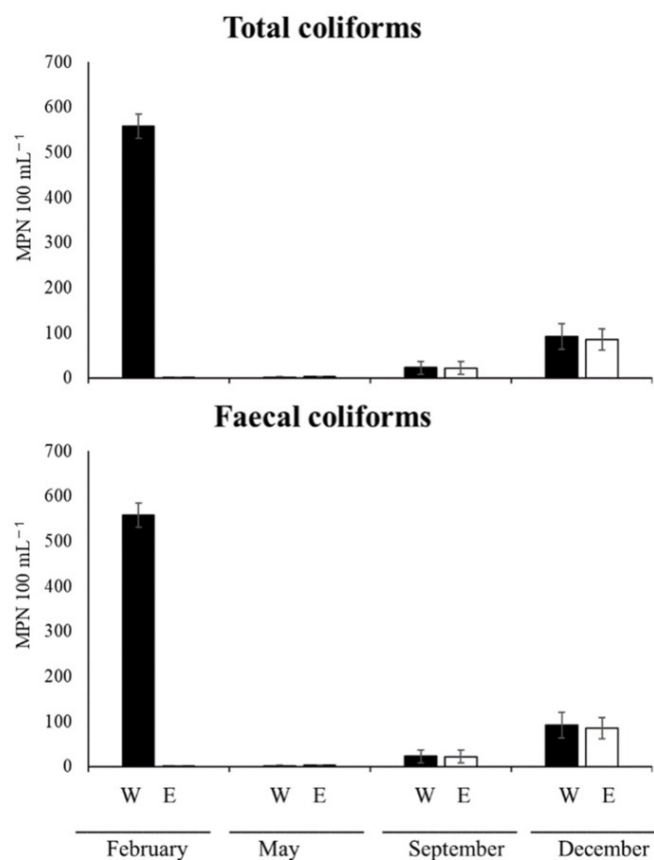 Total coliforms
700
600
500
400
300
200
100
0
MPN 100 mL⁻¹
Faecal coliforms
700
600
500
400
300
200
100
0
MPN 100 mL⁻¹
W E W E W E W E
February May September December